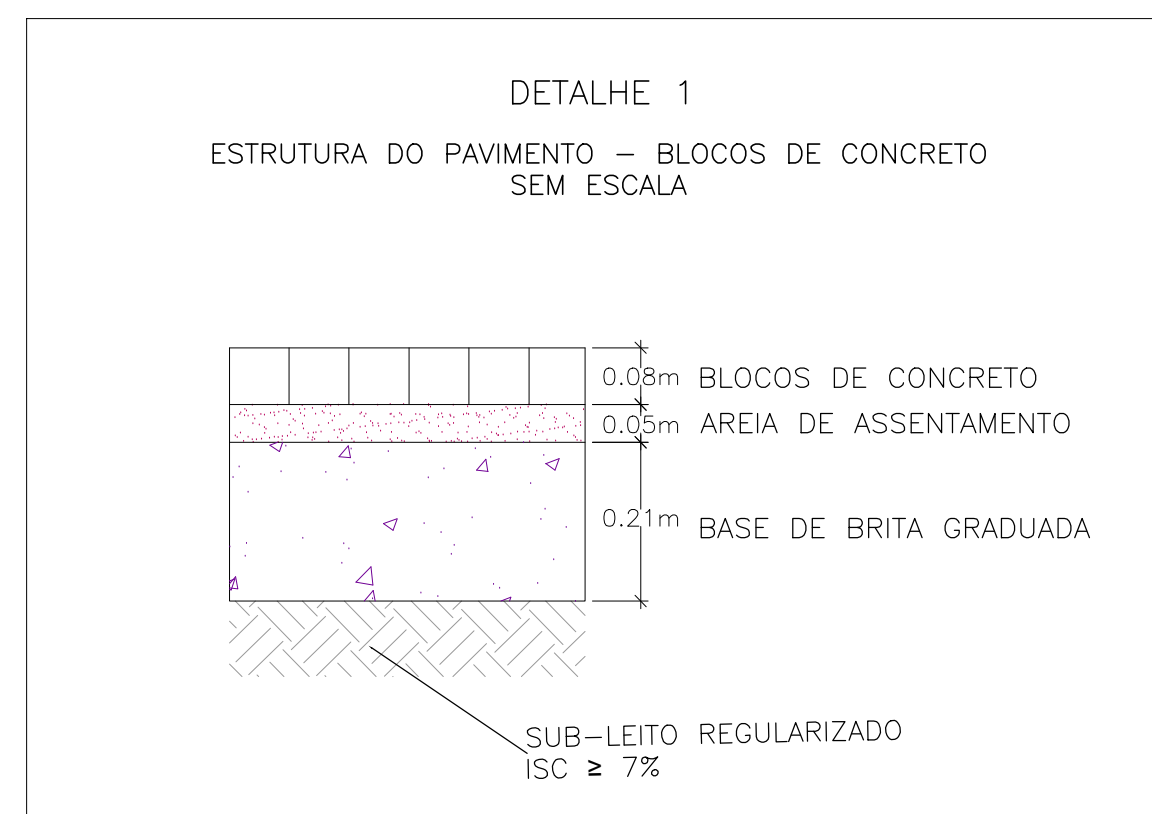 DETALHE 1
ESTRUTURA DO PAVIMENTO – BLOCOS DE CONCRETO
SEM ESCALA
0.08m BLOCOS DE CONCRETO
0.05m AREIA DE ASSENTAMENTO
0.21m BASE DE BRITA GRADUADA
SUB-LEITO REGULARIZADO
ISC ≥ 7%